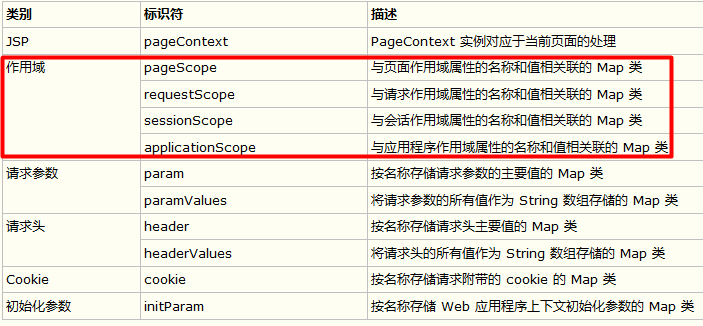 类别 标识符 描述
JSP pageContext PageContext 实例对应于当前页面的处理
作用域 pageScope 与页面作用域属性的名称和值相关联的 Map 类
requestScope 与请求作用域属性的名称和值相关联的 Map 类
sessionScope 与会话作用域属性的名称和值相关联的 Map 类
applicationScope 与应用程序作用域属性的名称和值相关联的 Map 类
请求参数 param 按名称存储请求参数的主要值的 Map 类
paramValues 将请求参数的所有值作为 String 数组存储的 Map 类
请求头 header 按名称存储请求头主要值的 Map 类
headerValues 将请求头的所有值作为 String 数组存储的 Map 类
Cookie cookie 按名称存储请求附带的 cookie 的 Map 类
初始化参数 initParam 按名称存储 Web 应用程序上下文初始化参数的 Map 类